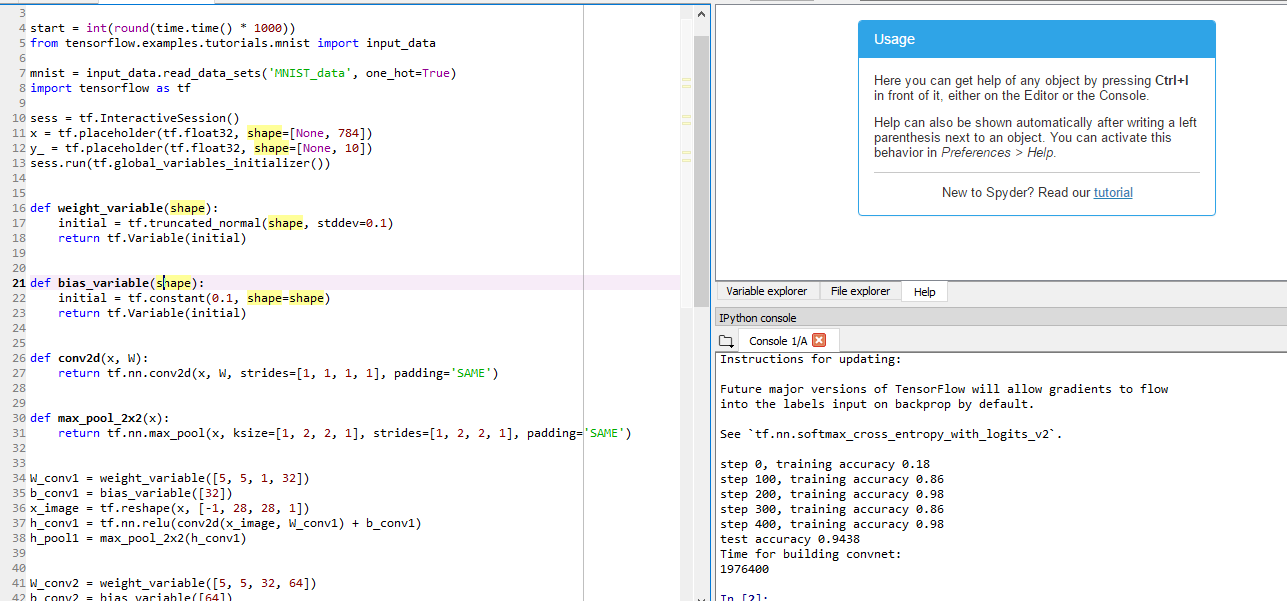 3
4 start = int(round(time.time() * 1000))
5 from tensorflow.examples.tutorials.mnist import input_data
6
7 mnist = input_data.read_data_sets('MNIST_data', one_hot=True)
8 import tensorflow as tf
9
10 sess = tf.InteractiveSession()
11 x = tf.placeholder(tf.float32, shape=[None, 784])
12 y_ = tf.placeholder(tf.float32, shape=[None, 10])
13 sess.run(tf.global_variables_initializer())
14
15
16 def weight_variable(shape):
17     initial = tf.truncated_normal(shape, stddev=0.1)
18     return tf.Variable(initial)
19
20
21 def bias_variable(shape):
22     initial = tf.constant(0.1, shape=shape)
23     return tf.Variable(initial)
24
25
26 def conv2d(x, W):
27     return tf.nn.conv2d(x, W, strides=[1, 1, 1, 1], padding='SAME')
28
29
30 def max_pool_2x2(x):
31     return tf.nn.max_pool(x, ksize=[1, 2, 2, 1], strides=[1, 2, 2, 1], padding='SAME')
32
33
34 W_conv1 = weight_variable([5, 5, 1, 32])
35 b_conv1 = bias_variable([32])
36 x_image = tf.reshape(x, [-1, 28, 28, 1])
37 h_conv1 = tf.nn.relu(conv2d(x_image, W_conv1) + b_conv1)
38 h_pool1 = max_pool_2x2(h_conv1)
39
40
41 W_conv2 = weight_variable([5, 5, 32, 64])
42 b_conv2 = bias_variable([64])
Usage
Here you can get help of any object by pressing Ctrl+I
in front of it, either on the Editor or the Console.
Help can also be shown automatically after writing a left
parenthesis next to an object. You can activate this
behavior in Preferences > Help.
New to Spyder? Read our tutorial
Variable explorer File explorer Help
IPython console
Console 1/A
Instructions for updating:
Future major versions of TensorFlow will allow gradients to flow
into the labels input on backprop by default.
See `tf.nn.softmax_cross_entropy_with_logits_v2`.
step 0, training accuracy 0.18
step 100, training accuracy 0.86
step 200, training accuracy 0.98
step 300, training accuracy 0.86
step 400, training accuracy 0.98
test accuracy 0.9438
Time for building convnet:
1976400
In [2]: